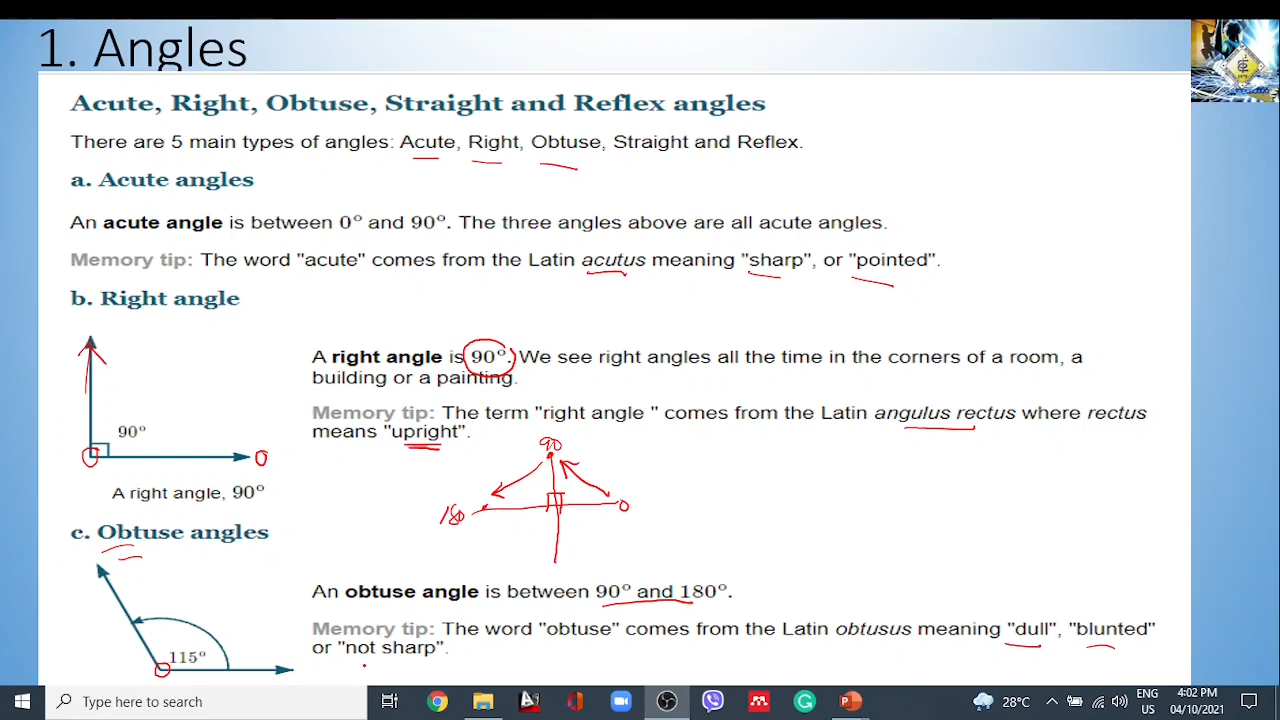 1. Angles
Acute, Right, Obtuse, Straight and Reflex angles
There are 5 main types of angles: Acute, Right, Obtuse, Straight and Reflex.
a. Acute angles
An acute angle is between 0° and 90°. The three angles above are all acute angles.
Memory tip: The word "acute" comes from the Latin acutus meaning "sharp", or "pointed".
b. Right angle
A right angle is 90°. We see right angles all the time in the corners of a room, a
building or a painting.
Memory tip: The term "right angle " comes from the Latin angulus rectus where rectus
means "upright".
90°
0
A right angle, 90°
90
180
0
c. Obtuse angles
An obtuse angle is between 90° and 180°.
Memory tip: The word "obtuse" comes from the Latin obtusus meaning "dull", "blunted"
or "not sharp".
115°
Type here to search
28°C
ENG
US
4:02 PM
04/10/2021